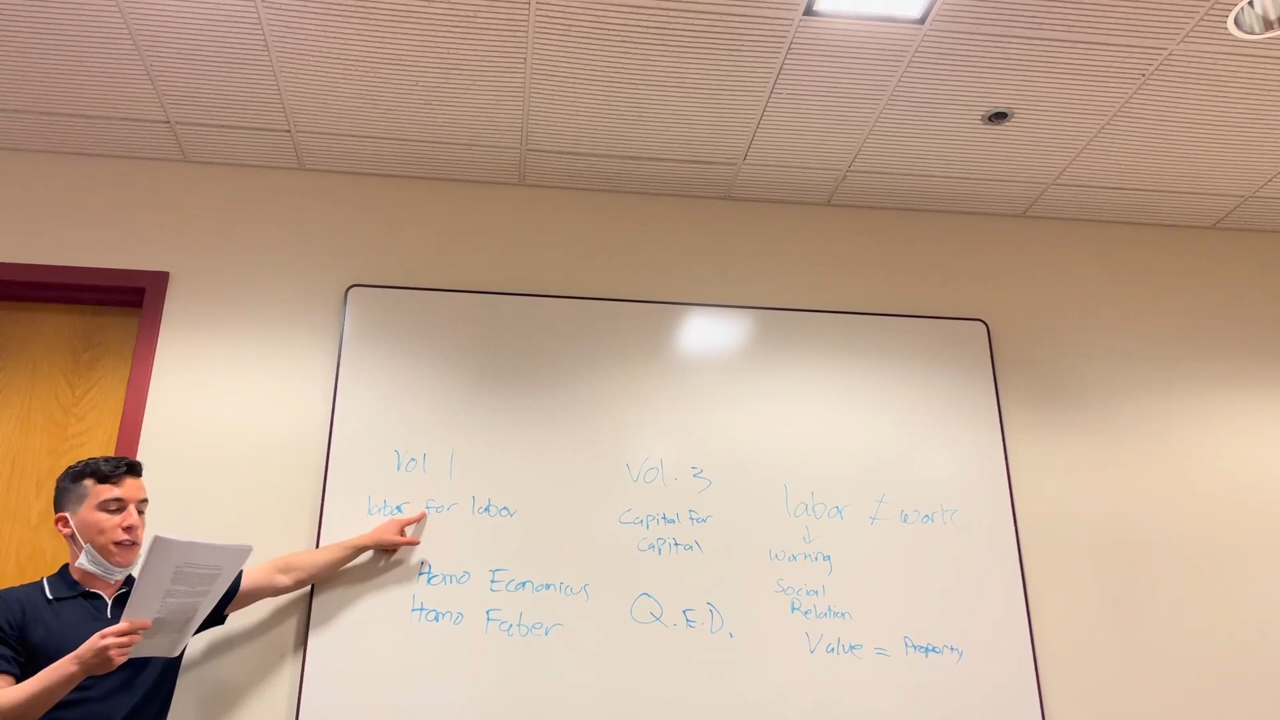 Vol. 1
labor for labor
Homo Economicus
Homo Faber
Vol. 3
Capital for
Capital
Q.E.D.
labor ≠ work
↓
Working
Social
Relation
Value = Property